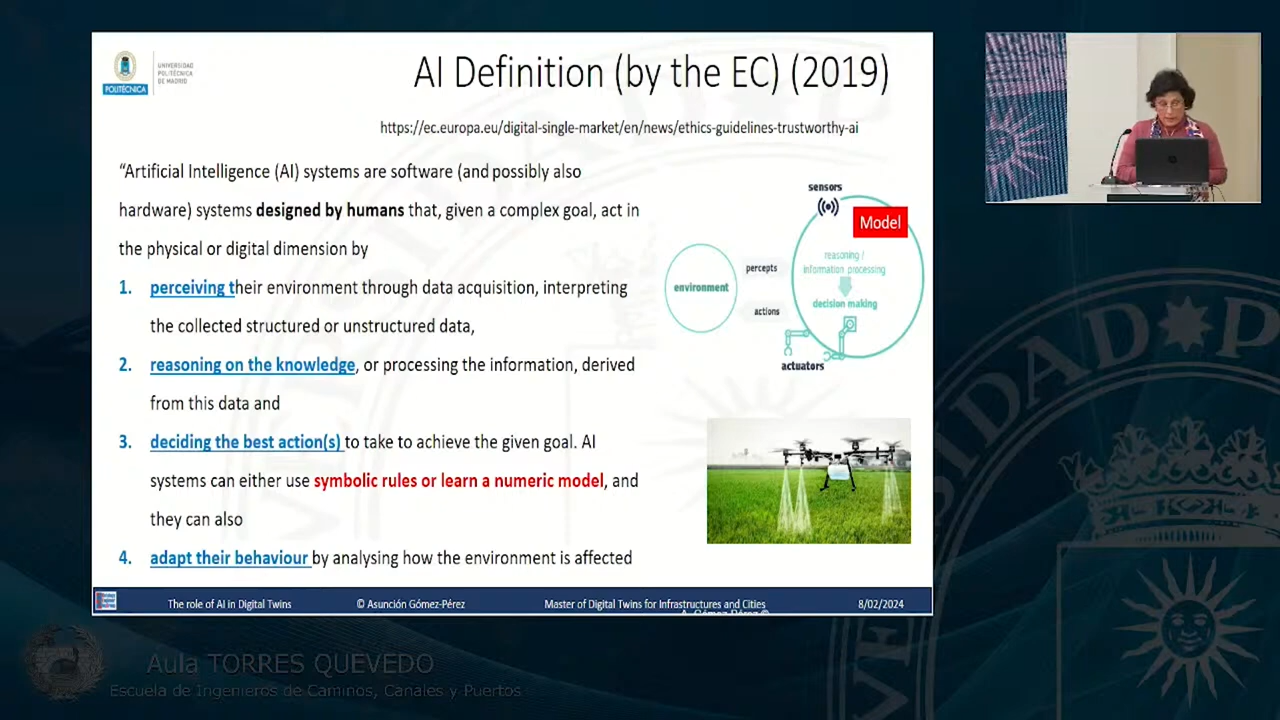 UNIVERSIDAD
POLITÉCNICA
DE MADRID
POLITÉCNICA
AI Definition (by the EC) (2019)
https://ec.europa.eu/digital-single-market/en/news/ethics-guidelines-trustworthy-ai
“Artificial Intelligence (AI) systems are software (and possibly also
hardware) systems designed by humans that, given a complex goal, act in
the physical or digital dimension by
1. perceiving their environment through data acquisition, interpreting
the collected structured or unstructured data,
2. reasoning on the knowledge, or processing the information, derived
from this data and
3. deciding the best action(s) to take to achieve the given goal. AI
systems can either use symbolic rules or learn a numeric model, and
they can also
4. adapt their behaviour by analysing how the environment is affected
sensors
Model
reasoning /
information processing
percepts
environment
decision making
actions
actuators
The role of AI in Digital Twins
© Asunción Gómez-Pérez
Master of Digital Twins for Infrastructures and Cities
8/02/2024
A. Gómez-Pérez ©
Aula TORRES QUEVEDO
Escuela de Ingenieros de Caminos, Canales y Puertos